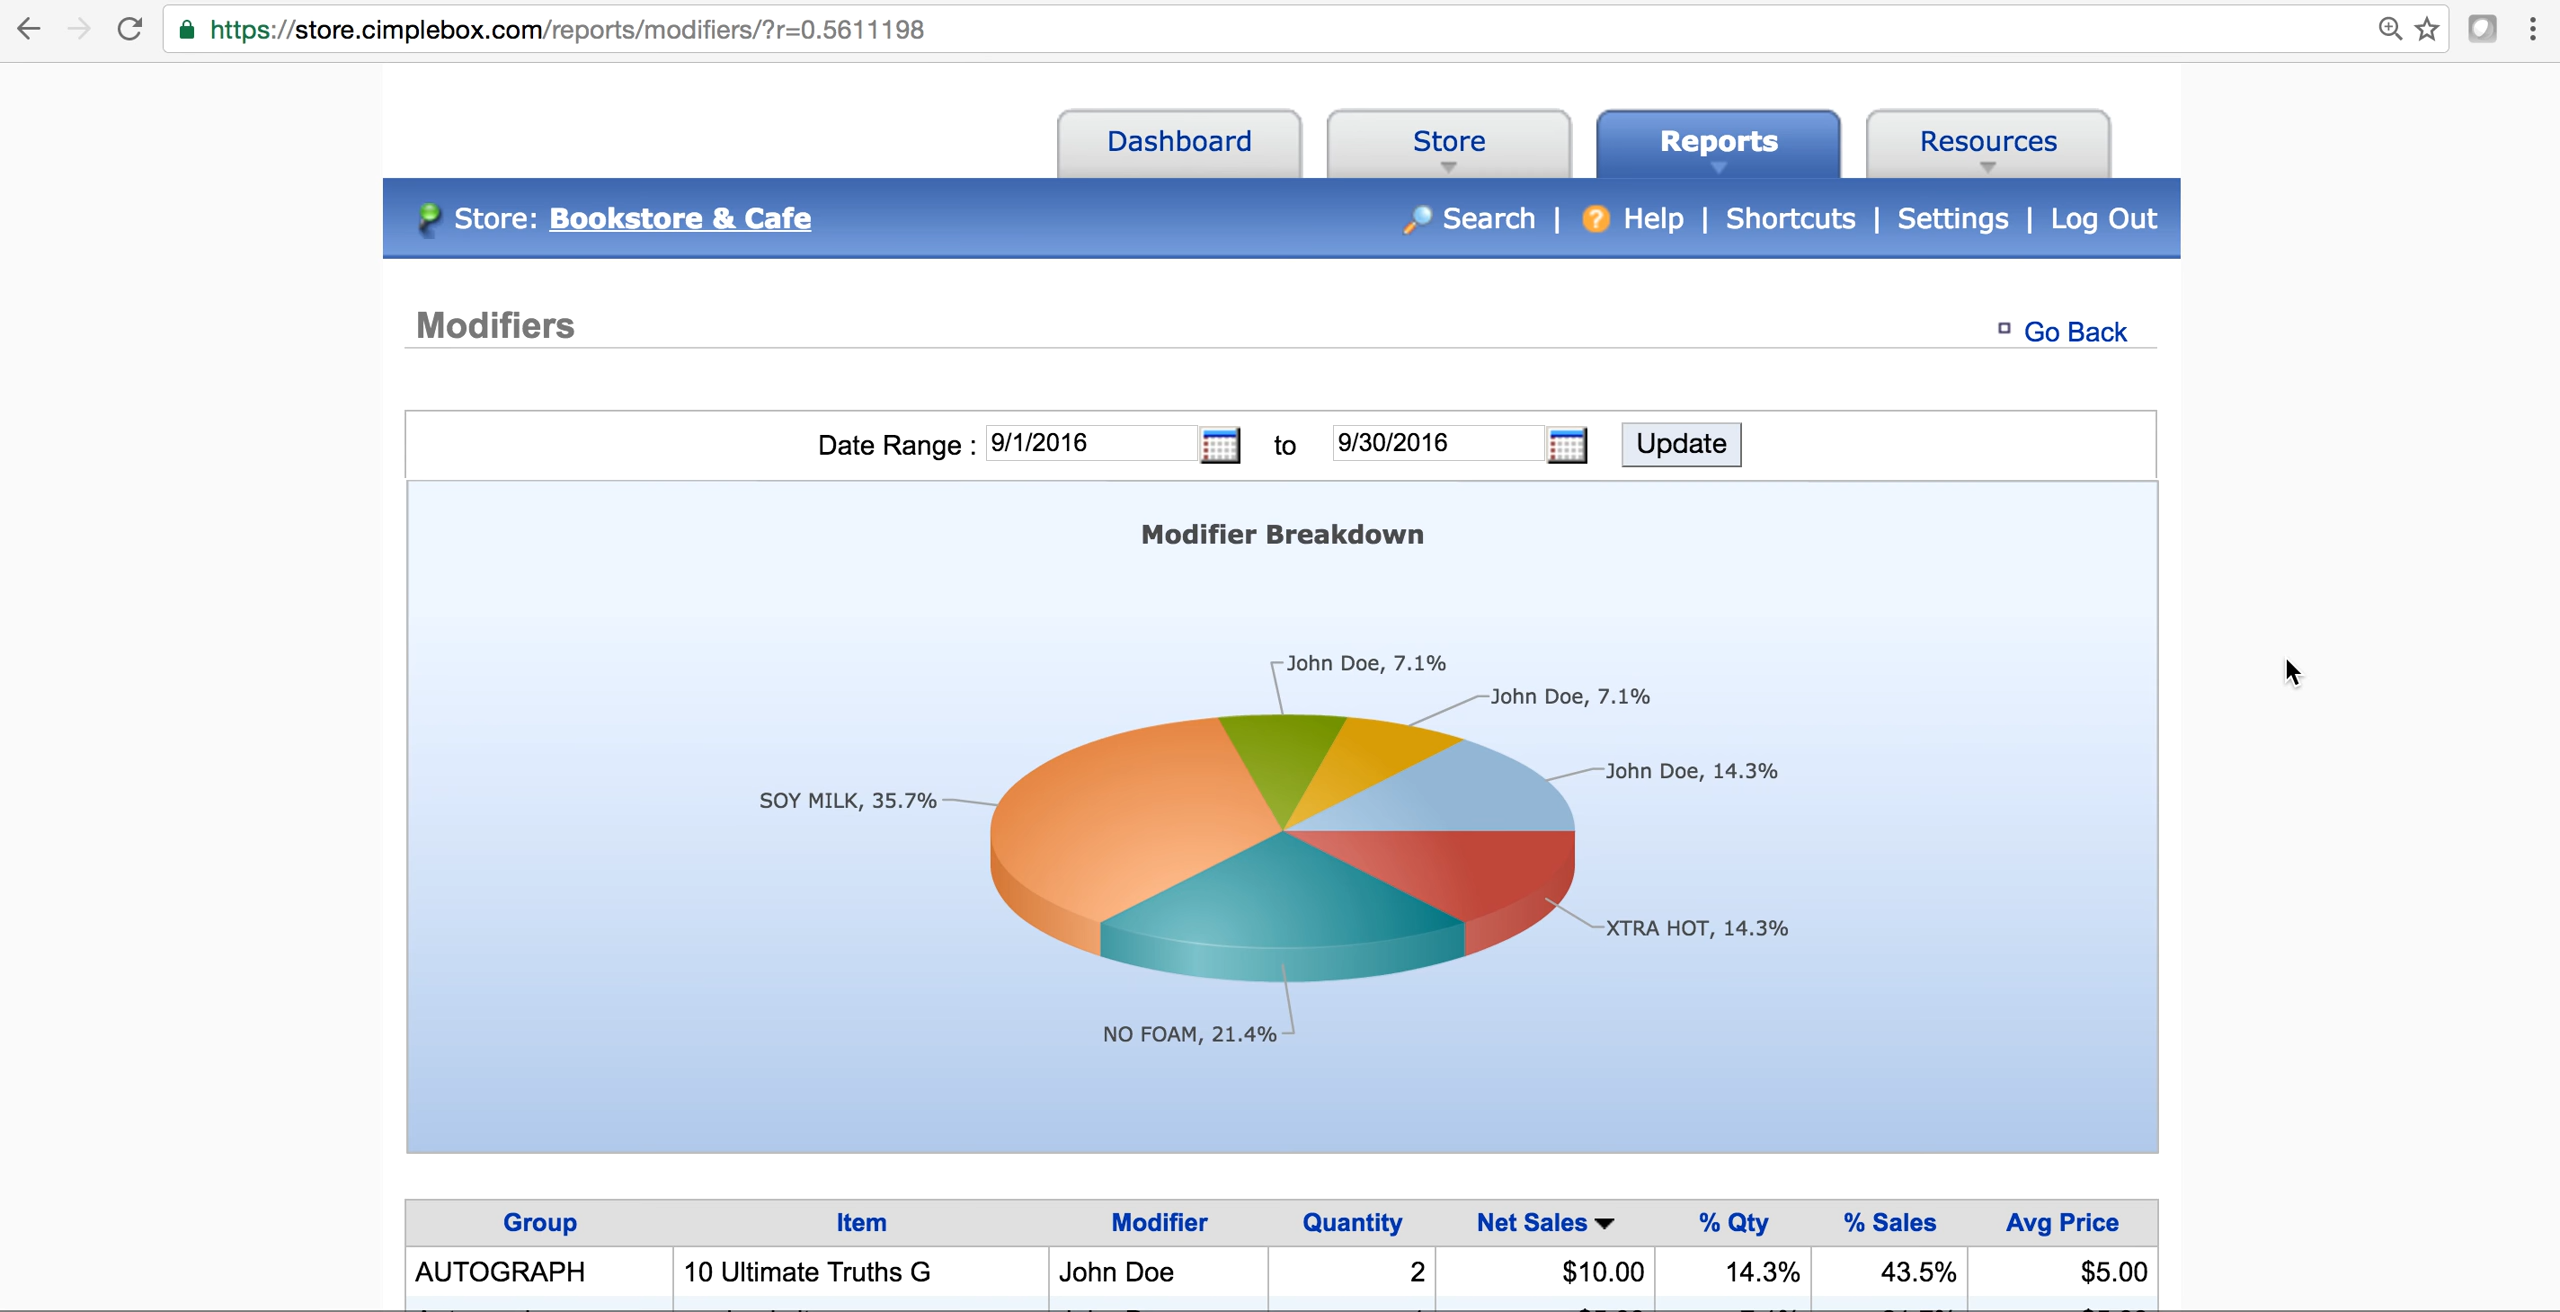 https://store.cimplebox.com/reports/modifiers/?r=0.5611198
Dashboard Store Reports Resources
Store: Bookstore & Cafe Search | Help | Shortcuts | Settings | Log Out
Modifiers Go Back
Date Range : 9/1/2016 to 9/30/2016 Update
Modifier Breakdown
John Doe, 7.1%
John Doe, 7.1%
John Doe, 14.3%
SOY MILK, 35.7%
XTRA HOT, 14.3%
NO FOAM, 21.4%
Group Item Modifier Quantity Net Sales % Qty % Sales Avg Price
AUTOGRAPH 10 Ultimate Truths G John Doe 2 $10.00 14.3% 43.5% $5.00